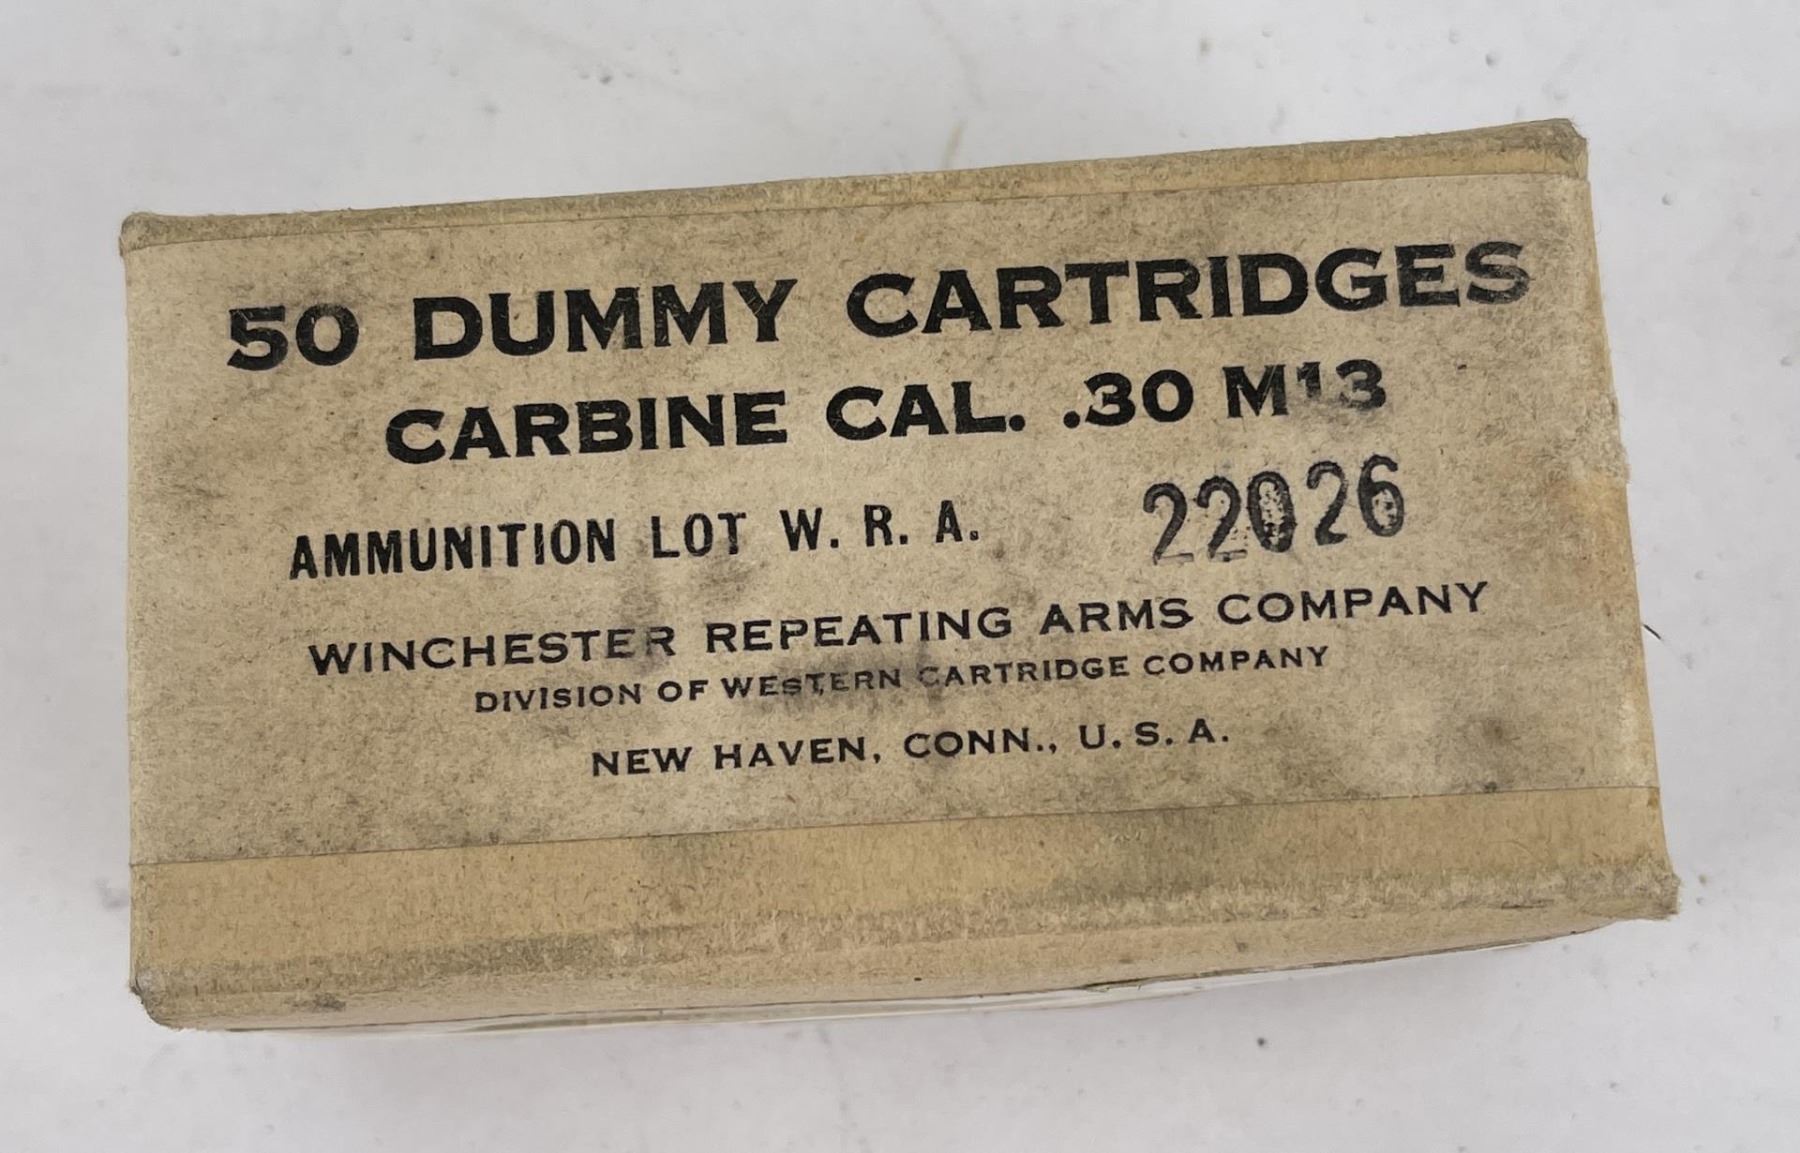 50 DUMMY CARTRIDGES
CARBINE CAL. .30 M13
AMMUNITION LOT W. R. A. 22026
WINCHESTER REPEATING ARMS COMPANY
DIVISION OF WESTERN CARTRIDGE COMPANY
NEW HAVEN, CONN., U. S. A.